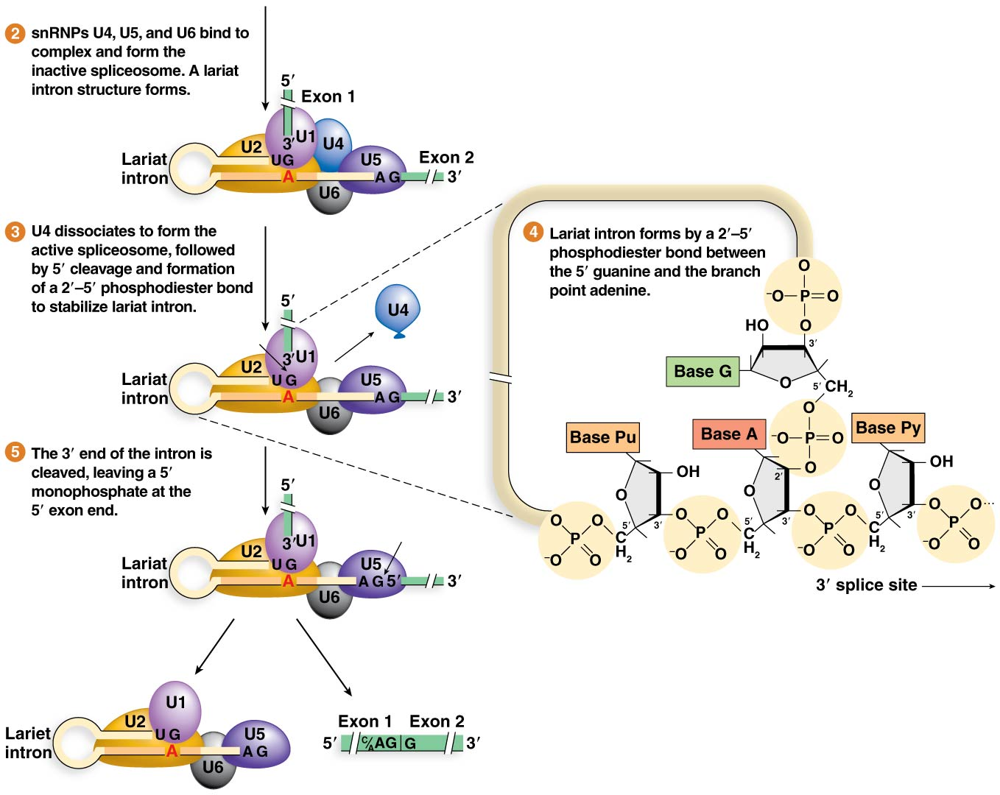 2 snRNPs U4, U5, and U6 bind to
complex and form the
inactive spliceosome. A lariat
intron structure forms.
5′
Exon 1
3′ U1
U2
U4
UG
Lariat
intron
A
U6
U5
AG
Exon 2
3′
3 U4 dissociates to form the
active spliceosome, followed
by 5′ cleavage and formation
of a 2′–5′ phosphodiester bond
to stabilize lariat intron.
5′
U4
3′ U1
U2
U G
Lariat
intron
A
U6
U5
AG
3′
5 The 3′ end of the intron is
cleaved, leaving a 5′
monophosphate at the
5′ exon end.
5′
3′ U1
U2
UG
Lariat
intron
A
U6
U5
AG 5′
3′
U1
U2
UG
Lariet
intron
A
U6
U5
AG
Exon 1 Exon 2
5′ C/A AG G 3′
4 Lariat intron forms by a 2′–5′
phosphodiester bond between
the 5′ guanine and the branch
point adenine.
O
−O P O
O
HO
3′
Base G
O
5′ CH2
O
−O P O
O
Base Pu
Base A
Base Py
2′
OH
OH
O
O
O
O O
P
−O O
5′
C
H2
3′
O O
P
−O O
5′
C
H2
3′
O O
P
−O O
5′
C
H2
3′
O O...
P
−O O
3′ splice site